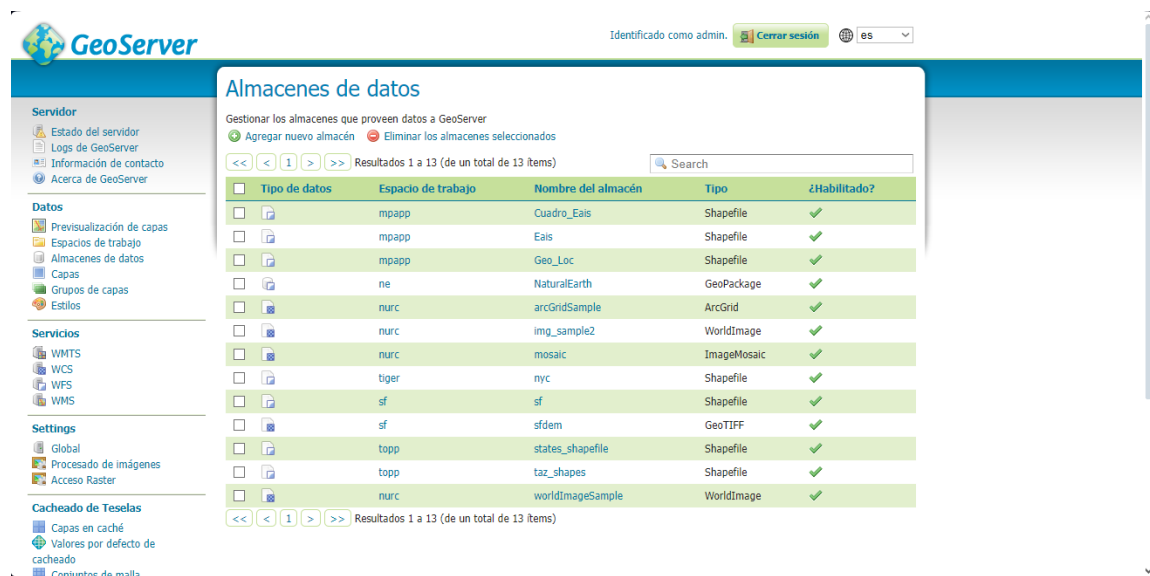 GeoServer
Identificado como admin. Cerrar sesión es
Almacenes de datos
Gestionar los almacenes que proveen datos a GeoServer
Agregar nuevo almacén Eliminar los almacenes seleccionados
<< < 1 > >> Resultados 1 a 13 (de un total de 13 ítems) Search
Tipo de datos Espacio de trabajo Nombre del almacén Tipo ¿Habilitado?
mpapp Cuadro_Eais Shapefile
mpapp Eais Shapefile
mpapp Geo_Loc Shapefile
ne NaturalEarth GeoPackage
nurc arcGridSample ArcGrid
nurc img_sample2 WorldImage
nurc mosaic ImageMosaic
tiger nyc Shapefile
sf sf Shapefile
sf sfdem GeoTIFF
topp states_shapefile Shapefile
topp taz_shapes Shapefile
nurc worldImageSample WorldImage
<< < 1 > >> Resultados 1 a 13 (de un total de 13 ítems)
Servidor
Estado del servidor
Logs de GeoServer
Información de contacto
Acerca de GeoServer
Datos
Previsualización de capas
Espacios de trabajo
Almacenes de datos
Capas
Grupos de capas
Estilos
Servicios
WMTS
WCS
WFS
WMS
Settings
Global
Procesado de imágenes
Acceso Raster
Cacheado de Teselas
Capas en caché
Valores por defecto de
cacheado
Conjuntos de malla